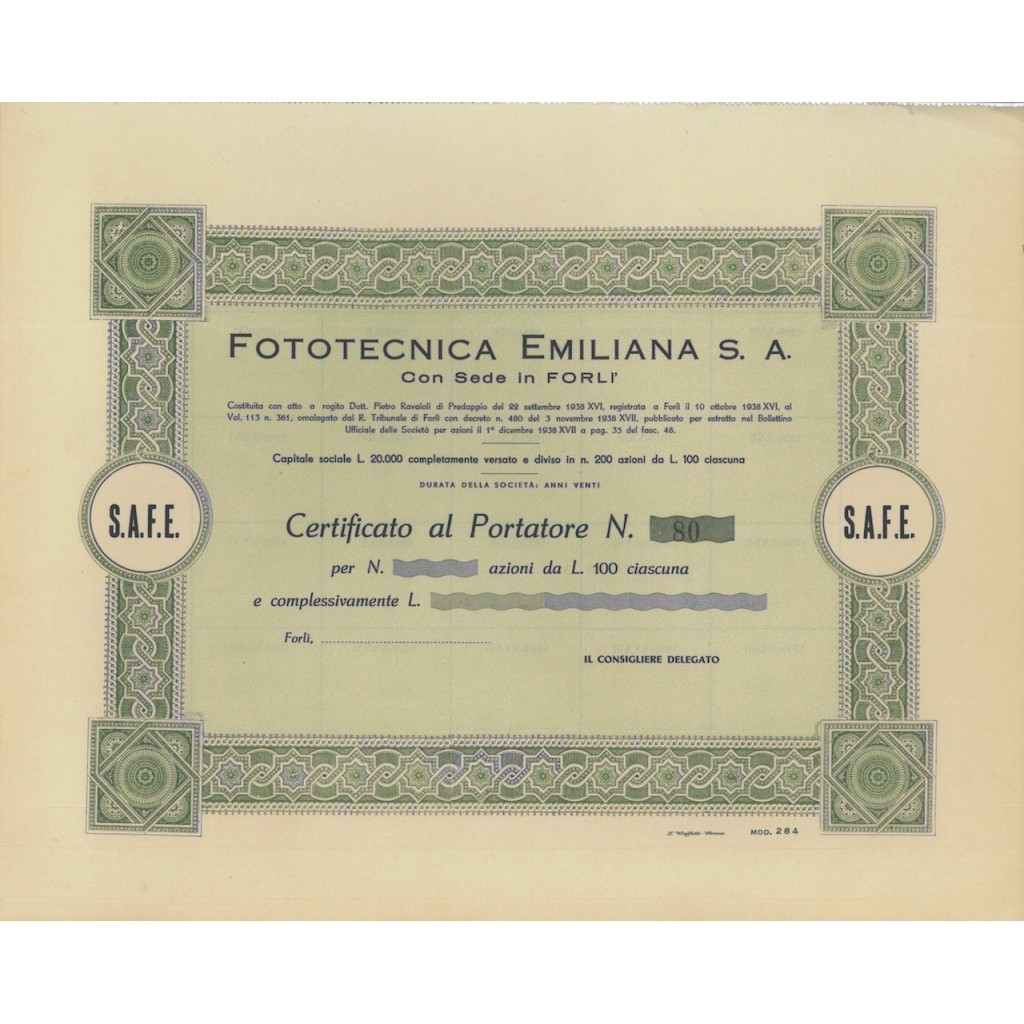 FOTOTECNICA EMILIANA S. A.
Con Sede in FORLI'
Costituita con atto a rogito Dott. Pietro Ravaioli di Predappio del 22 settembre 1938 XVI, registrata a Forlì il 10 ottobre 1938 XVI, al
Vol. 113 n. 361, omologato dal R. Tribunale di Forlì con decreto n. 480 del 3 novembre 1938 XVII, pubblicato per estratto nel Bollettino
Ufficiale delle Società per azioni il 1° dicembre 1938 XVII a pag. 35 del fasc. 48.
Capitale sociale L. 20.000 completamente versato e diviso in n. 200 azioni da L. 100 ciascuna
DURATA DELLA SOCIETÀ: ANNI VENTI
S.A.F.E.
S.A.F.E.
Certificato al Portatore N. 80
per N. azioni da L. 100 ciascuna
e complessivamente L.
Forlì,
IL CONSIGLIERE DELEGATO
MOD. 284